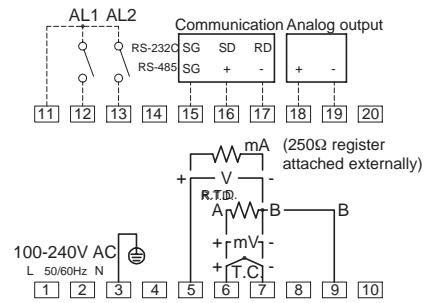 AL1 AL2
Communication Analog output
RS-232C SG SD RD
RS-485 SG + - + -
11 12 13 14 15 16 17 18 19 20
mA (250Ω register
attached externally)
+ V -
R.T.D.
A B B
100-240V AC + mV -
L 50/60Hz N + T.C. -
1 2 3 4 5 6 7 8 9 10